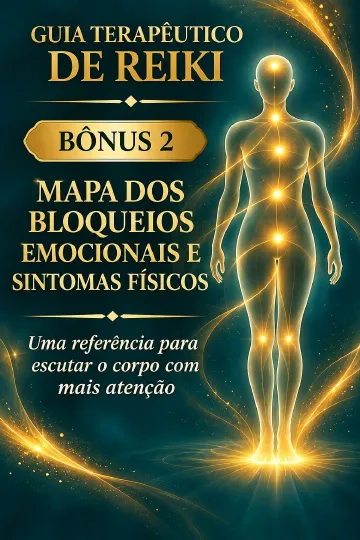 GUIA TERAPÊUTICO
DE REIKI
BÔNUS 2
MAPA DOS
BLOQUEIOS
EMOCIONAIS E
SINTOMAS FÍSICOS
Uma referência para
escutar o corpo com
mais atenção